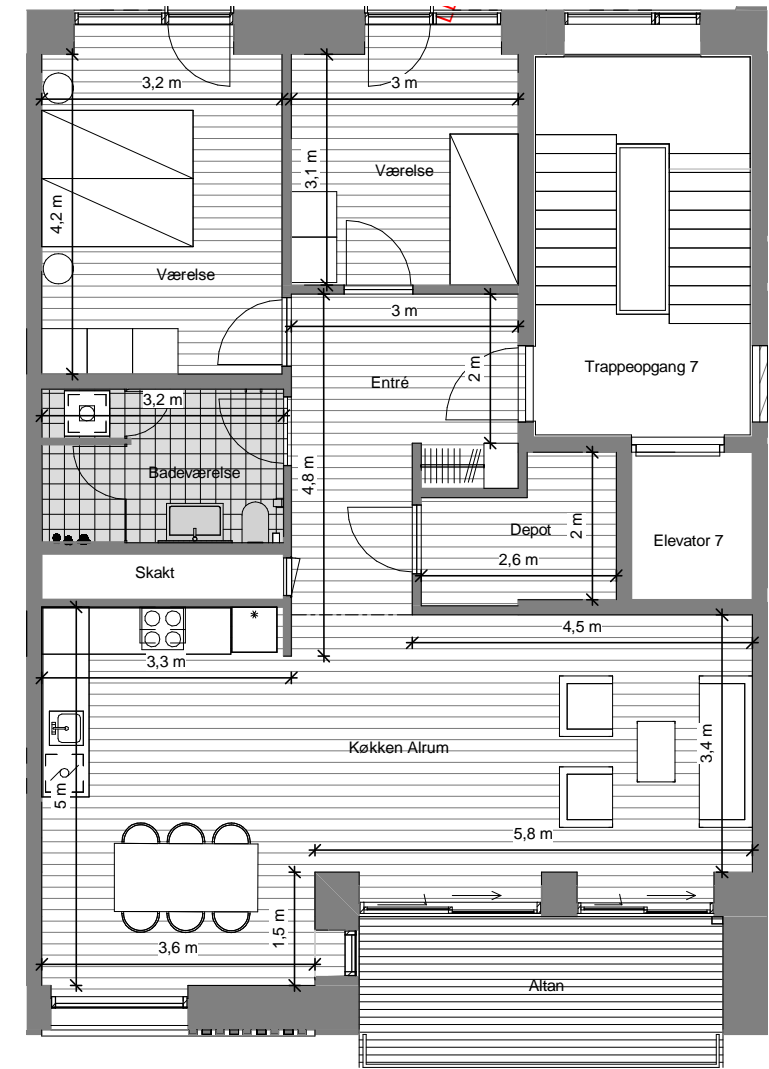 3,2 m
3 m
4,2 m
3,1 m
Værelse
Værelse
3 m
2 m
Entré
Trappeopgang 7
3,2 m
Badeværelse
4,8 m
Depot
2 m
2,6 m
Elevator 7
Skakt
4,5 m
3,3 m
Køkken Alrum
3,4 m
5 m
5,8 m
1,5 m
3,6 m
Altan